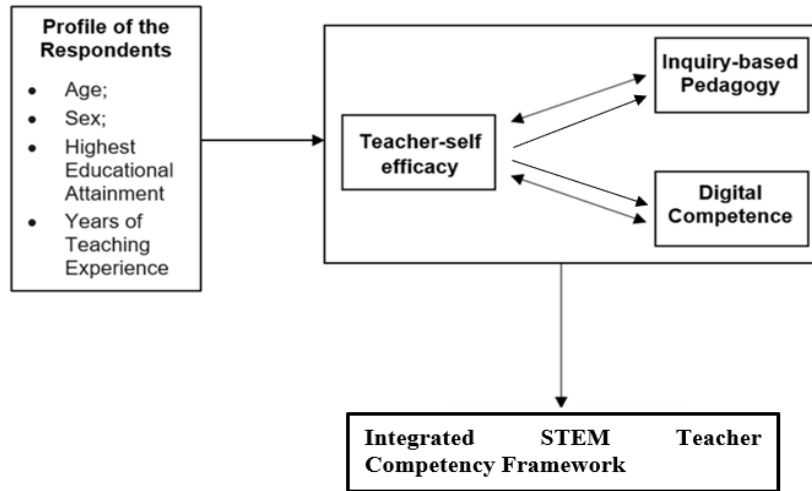 Profile of the
Respondents
• Age;
• Sex;
• Highest
Educational
Attainment
• Years of
Teaching
Experience
Teacher-self
efficacy
Inquiry-based
Pedagogy
Digital
Competence
Integrated STEM Teacher
Competency Framework